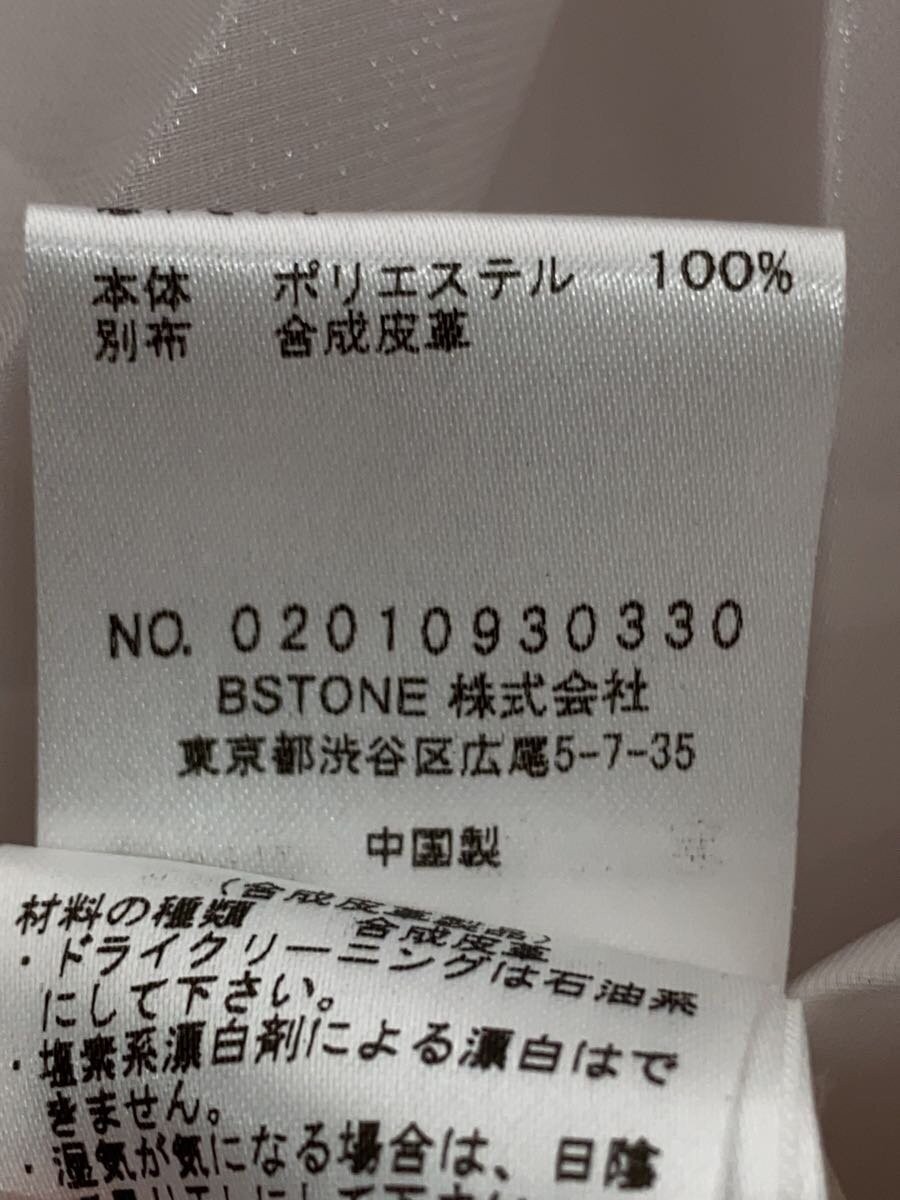 本体 ポリエステル 100%
別布 合成皮革
NO. 02010930330
BSTONE 株式会社
東京都渋谷区広尾5-7-35
中国製
(合成皮革製品)
材料の種類 合成皮革
・ドライクリーニングは石油系
にして下さい。
・塩素系漂白剤による漂白はで
きません。
・湿気が気になる場合は、日陰